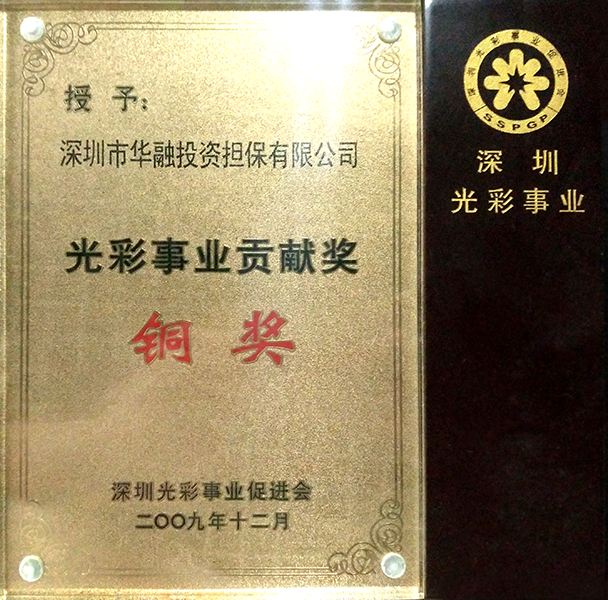 授 予:
深圳市华融投资担保有限公司
光彩事业贡献奖
铜 奖
深圳光彩事业促进会
二〇〇九年十二月
深圳光彩事业促进会
SSPGP
深 圳
光彩事业